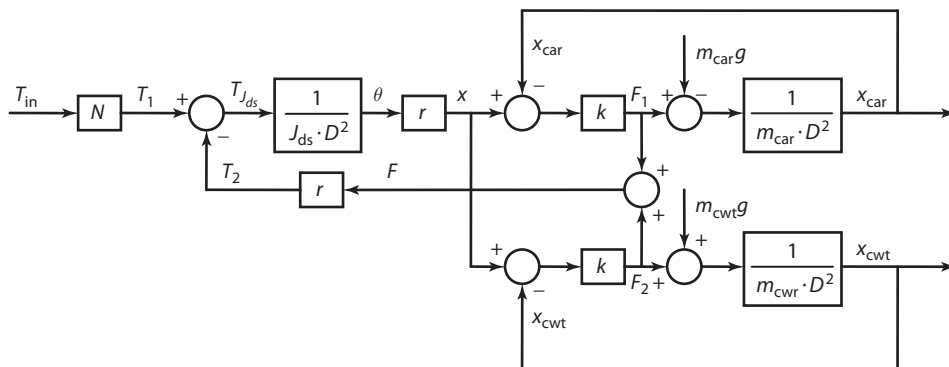 x_car
m_car g
T_in
N
T_1
+
−
T_J_ds
1
J_ds · D^2
θ
r
x
+
−
k
F_1
+
−
1
m_car · D^2
x_car
T_2
r
F
+
+
m_cwt g
+
−
k
F_2
+
+
1
m_cwr · D^2
x_cwt
x_cwt